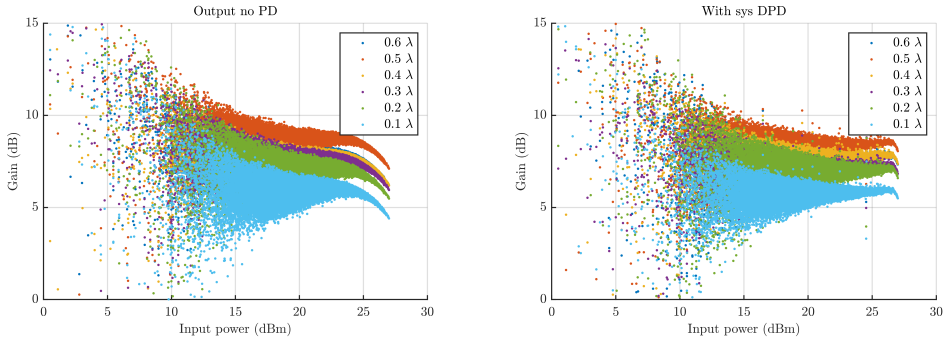 Output no PD
Gain (dB)
15
10
5
0
0.6 λ
0.5 λ
0.4 λ
0.3 λ
0.2 λ
0.1 λ
0 5 10 15 20 25 30
Input power (dBm)
With sys DPD
Gain (dB)
15
10
5
0
0.6 λ
0.5 λ
0.4 λ
0.3 λ
0.2 λ
0.1 λ
0 5 10 15 20 25 30
Input power (dBm)